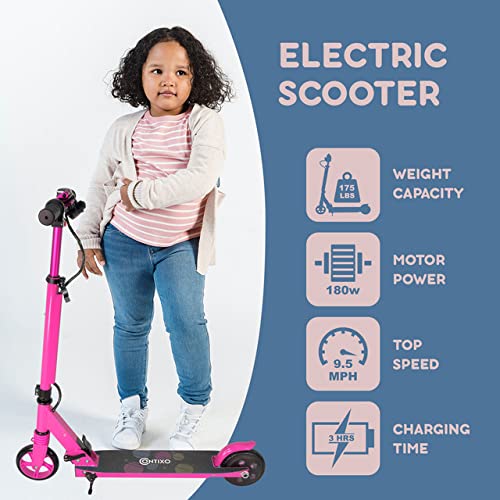 ELECTRIC
SCOOTER
175
LBS
WEIGHT
CAPACITY
180w
MOTOR
POWER
9.5
MPH
TOP
SPEED
3 HRS
CHARGING
TIME
CONTIXO